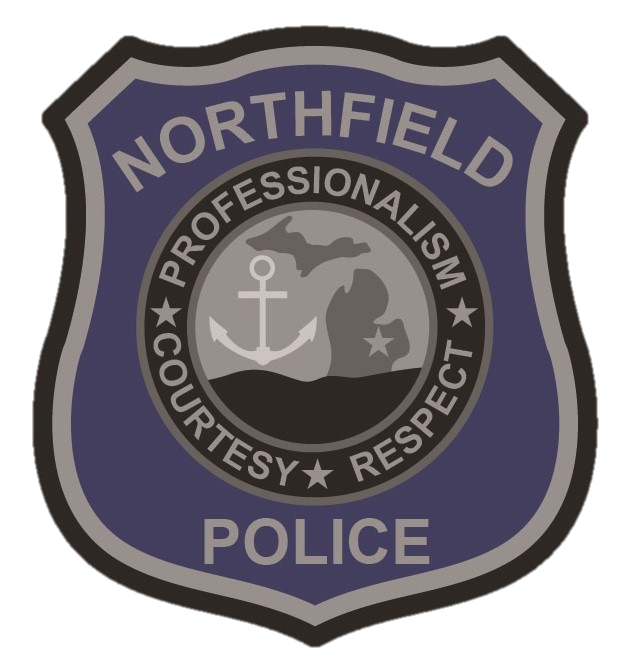 NORTHFIELD
PROFESSIONALISM
COURTESY
RESPECT
POLICE